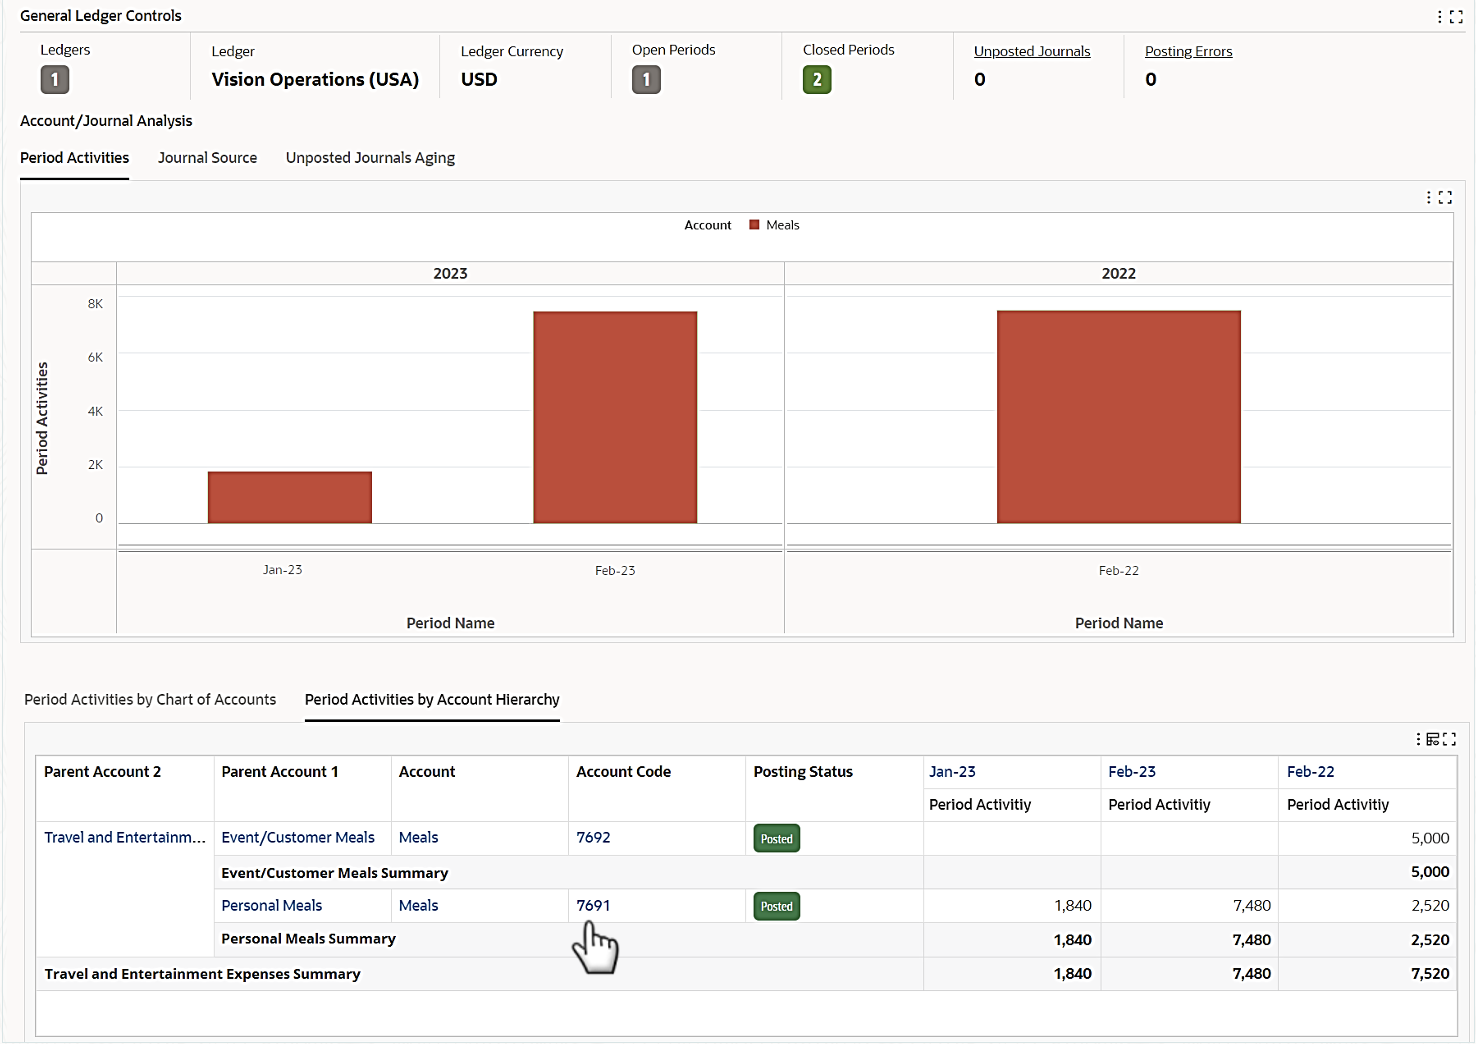 General Ledger Controls
Ledgers
1
Ledger
Vision Operations (USA)
Ledger Currency
USD
Open Periods
1
Closed Periods
2
Unposted Journals
0
Posting Errors
0
Account/Journal Analysis
Period Activities Journal Source Unposted Journals Aging
Account Meals
2023 2022
Period Activities
8K
6K
4K
2K
0
Jan-23 Feb-23 Feb-22
Period Name Period Name
Period Activities by Chart of Accounts Period Activities by Account Hierarchy
Parent Account 2 Parent Account 1 Account Account Code Posting Status Jan-23 Feb-23 Feb-22
Period Activitiy Period Activitiy Period Activitiy
Travel and Entertainm... Event/Customer Meals Meals 7692 Posted 5,000
Event/Customer Meals Summary 5,000
Personal Meals Meals 7691 Posted 1,840 7,480 2,520
Personal Meals Summary 1,840 7,480 2,520
Travel and Entertainment Expenses Summary 1,840 7,480 7,520